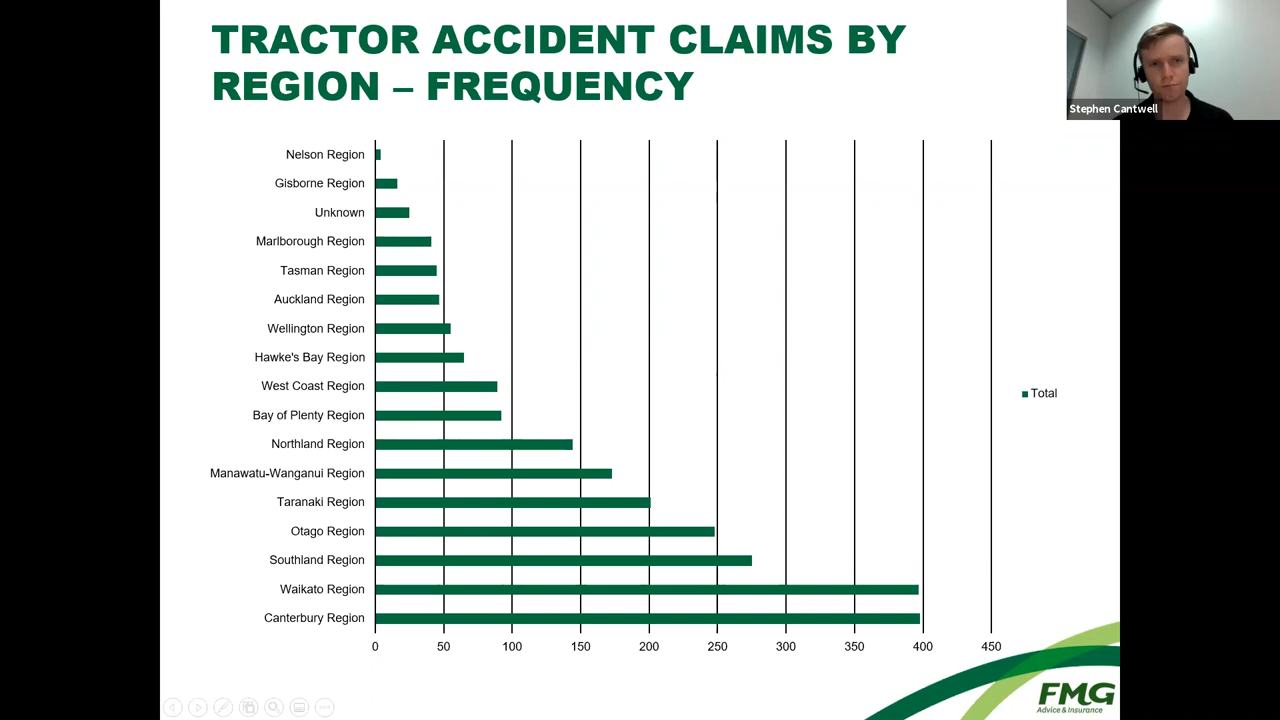 TRACTOR ACCIDENT CLAIMS BY
REGION – FREQUENCY
Stephen Cantwell
Nelson Region
Gisborne Region
Unknown
Marlborough Region
Tasman Region
Auckland Region
Wellington Region
Hawke's Bay Region
West Coast Region
Bay of Plenty Region
Northland Region
Manawatu-Wanganui Region
Taranaki Region
Otago Region
Southland Region
Waikato Region
Canterbury Region
0 50 100 150 200 250 300 350 400 450
Total
FMG
Advice & Insurance